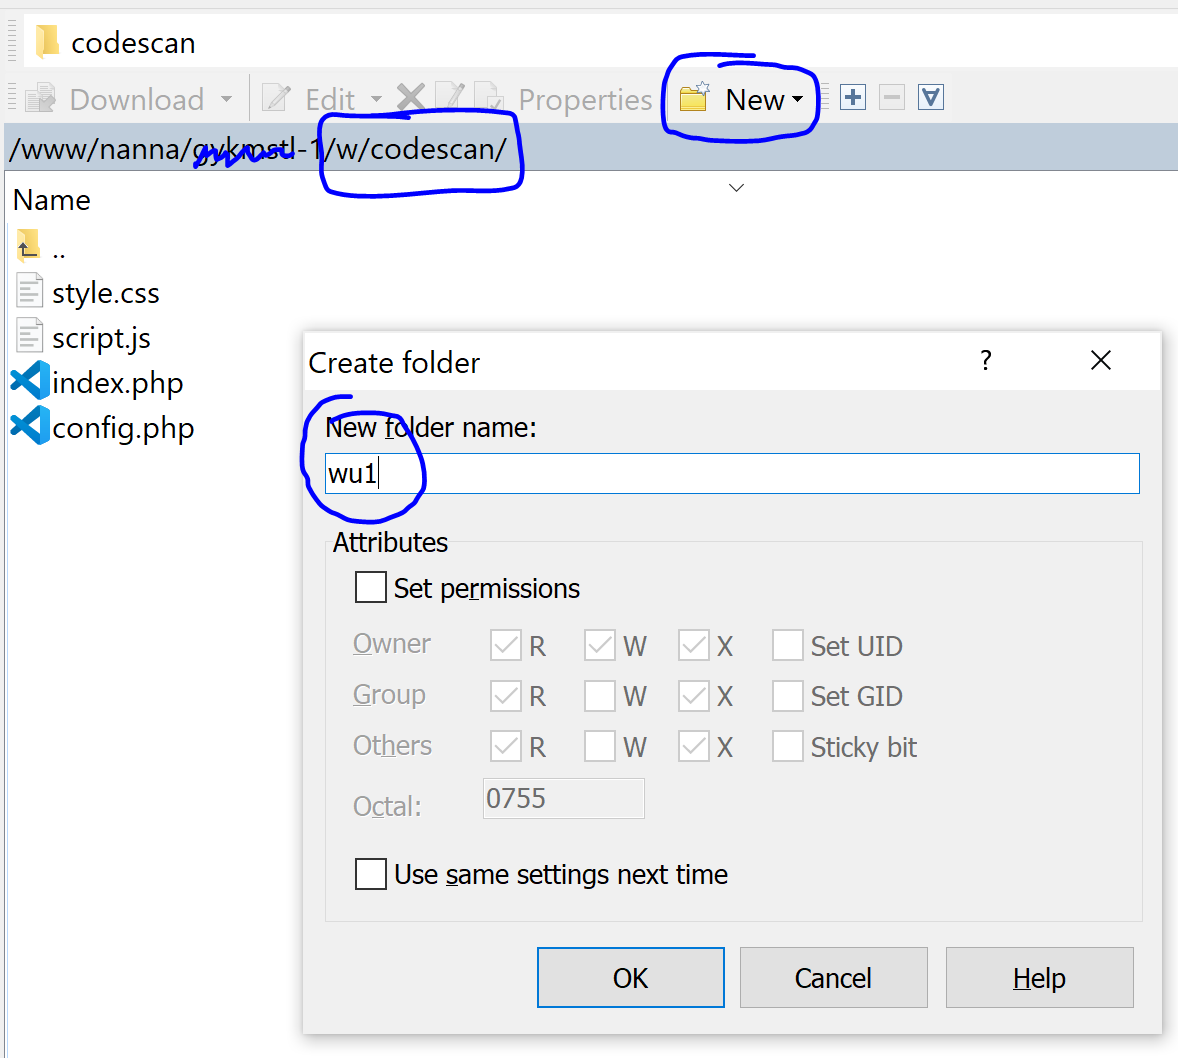 codescan
Download Edit Properties New
/www/nanna/gykmstl-1/w/codescan/
Name
..
style.css
script.js
index.php
config.php
Create folder ?
New folder name:
wu1
Attributes
Set permissions
Owner R W X Set UID
Group R W X Set GID
Others R W X Sticky bit
Octal: 0755
Use same settings next time
OK Cancel Help